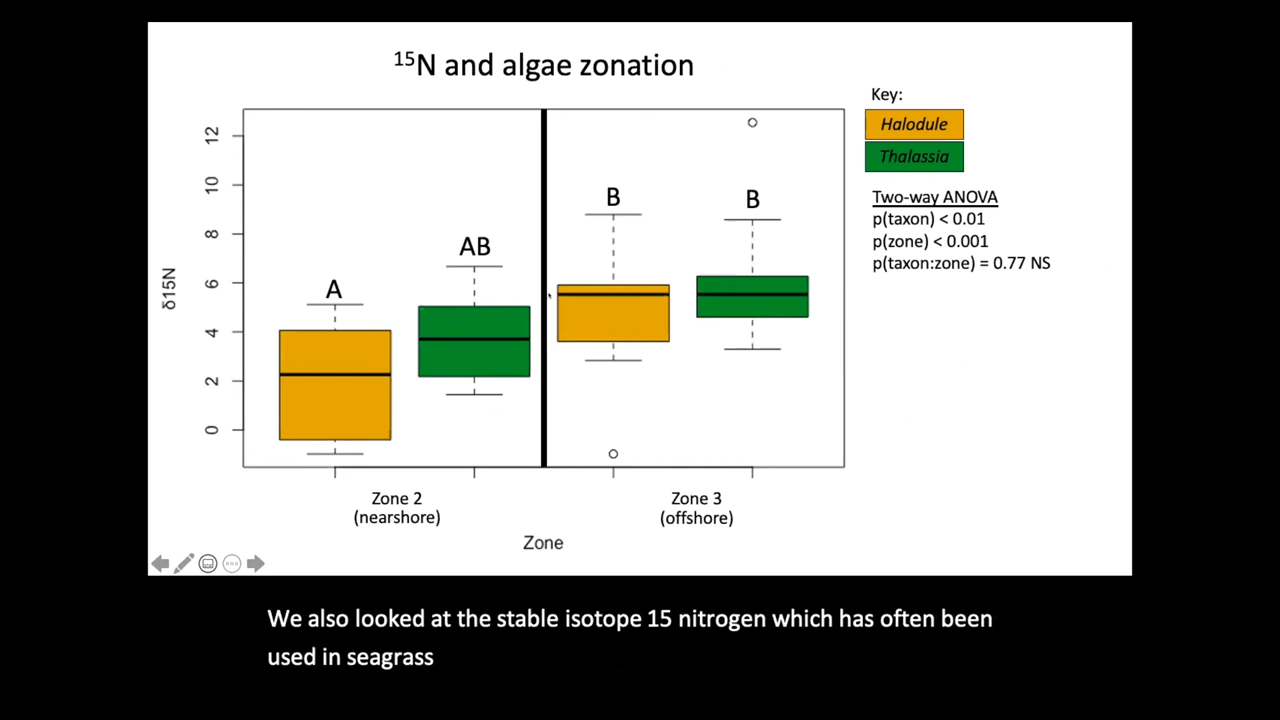 ¹⁵N and algae zonation
Key:
Halodule
Thalassia
Two-way ANOVA
p(taxon) < 0.01
p(zone) < 0.001
p(taxon:zone) = 0.77 NS
12
10
8
6
4
2
0
δ15N
A
AB
B
B
Zone 2
(nearshore)
Zone 3
(offshore)
Zone
We also looked at the stable isotope 15 nitrogen which has often been
used in seagrass